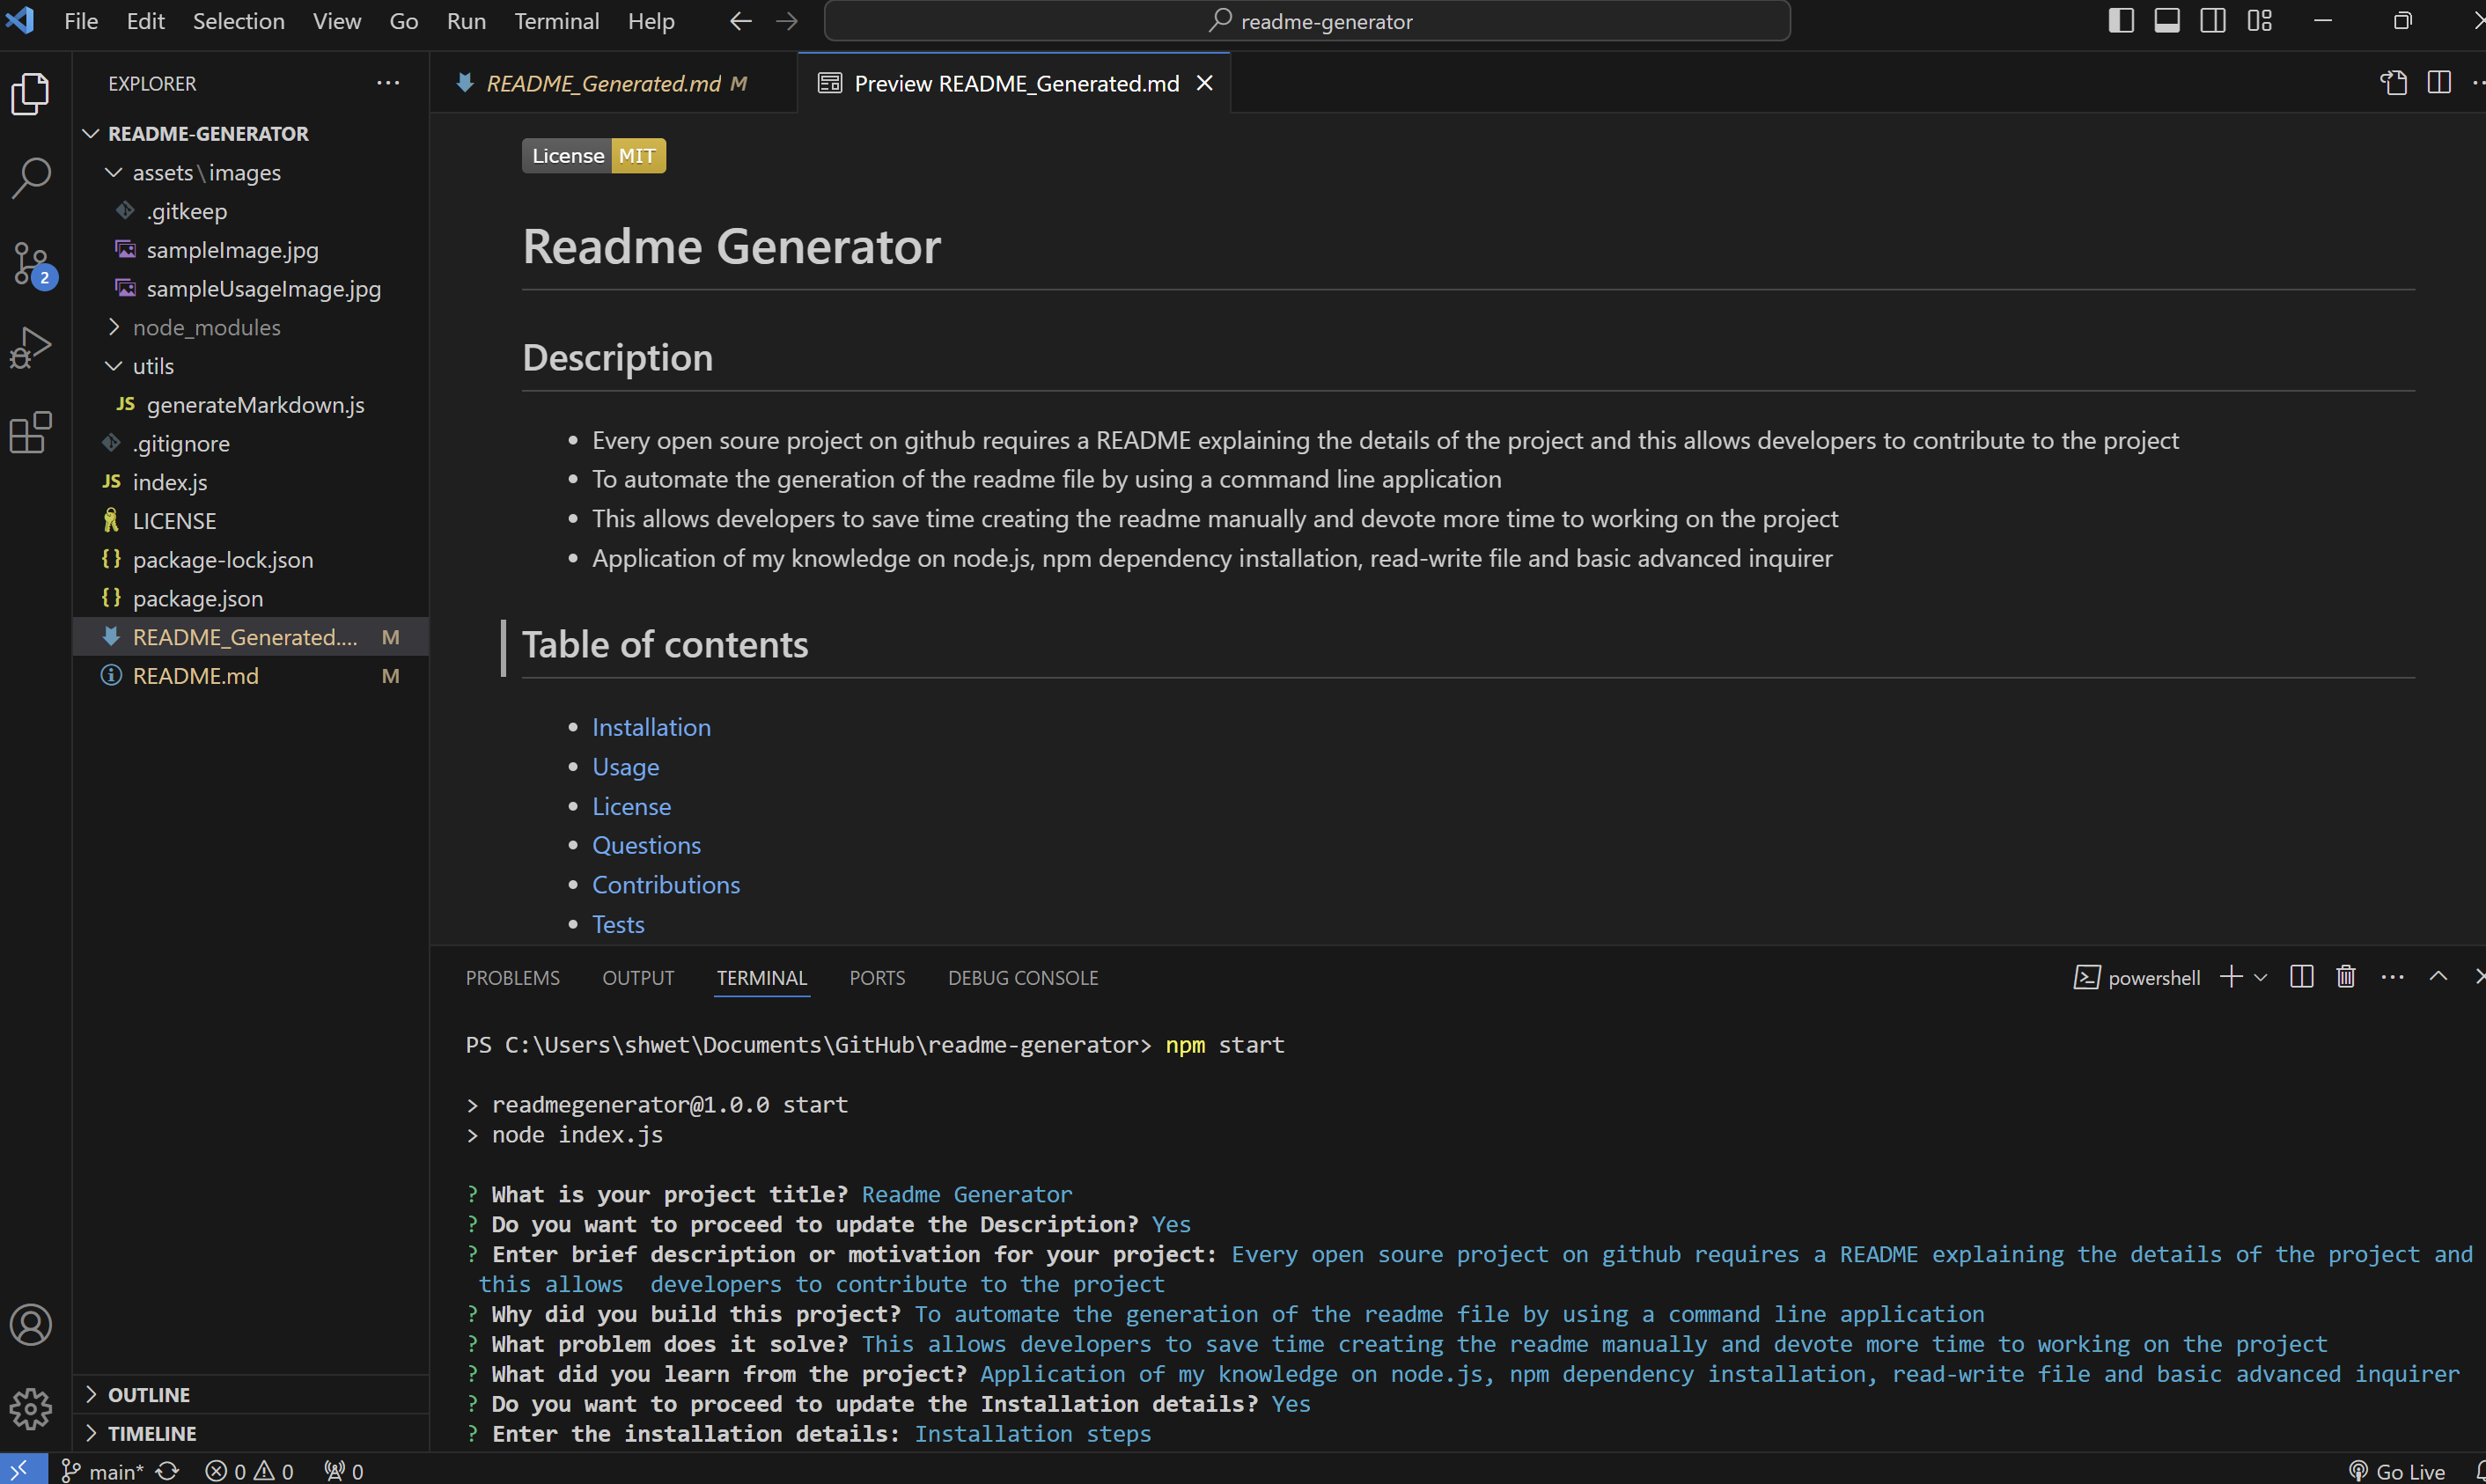 File Edit Selection View Go Run Terminal Help readme-generator
EXPLORER
README-GENERATOR
assets\images
.gitkeep
sampleImage.jpg
sampleUsageImage.jpg
node_modules
utils
JS generateMarkdown.js
.gitignore
JS index.js
LICENSE
{} package-lock.json
{} package.json
README_Generated.... M
README.md M
2
OUTLINE
TIMELINE
README_Generated.md M Preview README_Generated.md
License MIT
Readme Generator
Description
• Every open soure project on github requires a README explaining the details of the project and this allows developers to contribute to the project
• To automate the generation of the readme file by using a command line application
• This allows developers to save time creating the readme manually and devote more time to working on the project
• Application of my knowledge on node.js, npm dependency installation, read-write file and basic advanced inquirer
Table of contents
• Installation
• Usage
• License
• Questions
• Contributions
• Tests
PROBLEMS OUTPUT TERMINAL PORTS DEBUG CONSOLE powershell
PS C:\Users\shwet\Documents\GitHub\readme-generator> npm start
> readmegenerator@1.0.0 start
> node index.js
? What is your project title? Readme Generator
? Do you want to proceed to update the Description? Yes
? Enter brief description or motivation for your project: Every open soure project on github requires a README explaining the details of the project and
this allows  developers to contribute to the project
? Why did you build this project? To automate the generation of the readme file by using a command line application
? What problem does it solve? This allows developers to save time creating the readme manually and devote more time to working on the project
? What did you learn from the project? Application of my knowledge on node.js, npm dependency installation, read-write file and basic advanced inquirer
? Do you want to proceed to update the Installation details? Yes
? Enter the installation details: Installation steps
main* 0 0 0 Go Live